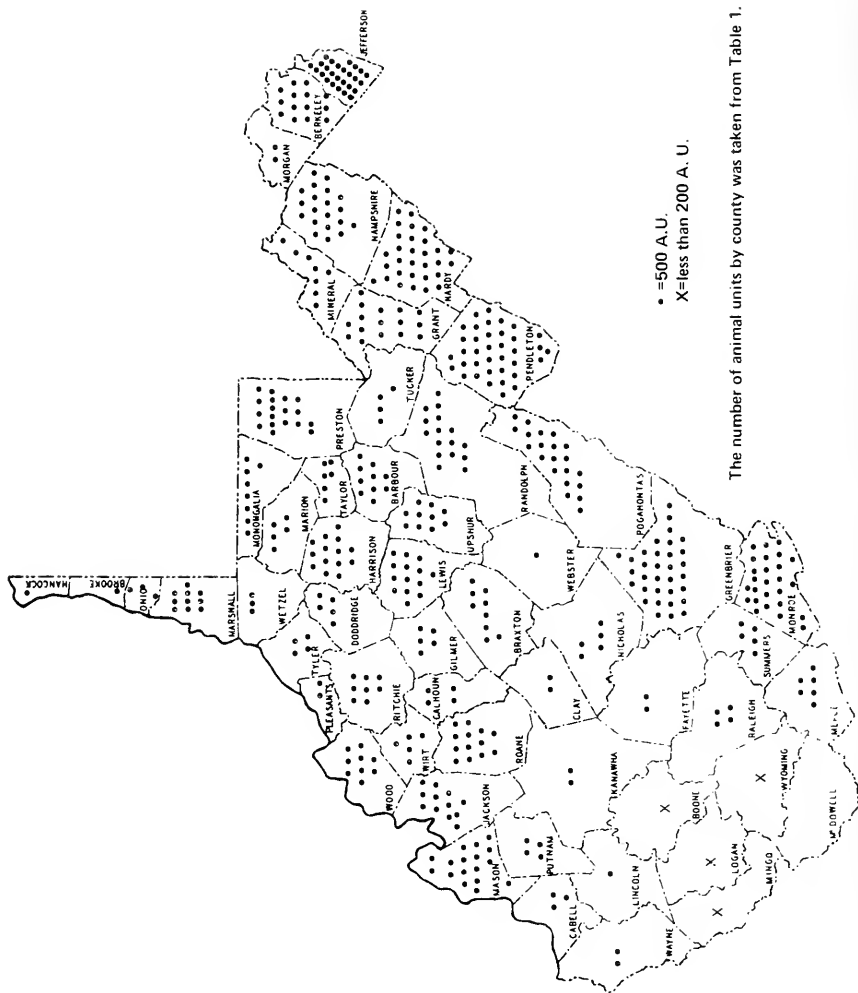 HANCOCK
BROOKE
OHIO
MARSHALL
WETZEL
MONONGALIA
MARION
PRESTON
TYLER
PLEASANTS
DODDRIDGE
HARRISON
TAYLOR
BARBOUR
TUCKER
MORGAN
BERKELEY
JEFFERSON
MINERAL
HAMPSHIRE
GRANT
HARDY
PENDLETON
WOOD
RITCHIE
WIRT
CALHOUN
GILMER
LEWIS
UPSHUR
RANDOLPH
JACKSON
ROANE
BRAXTON
WEBSTER
POCAHONTAS
MASON
PUTNAM
KANAWHA
CLAY
NICHOLAS
GREENBRIER
CABELL
LINCOLN
BOONE
X
FAYETTE
WAYNE
LOGAN
X
MINGO
X
WYOMING
X
RALEIGH
SUMMERS
MONROE
McDOWELL
• =500 A.U.
X=less than 200 A. U.
The number of animal units by county was taken from Table 1.